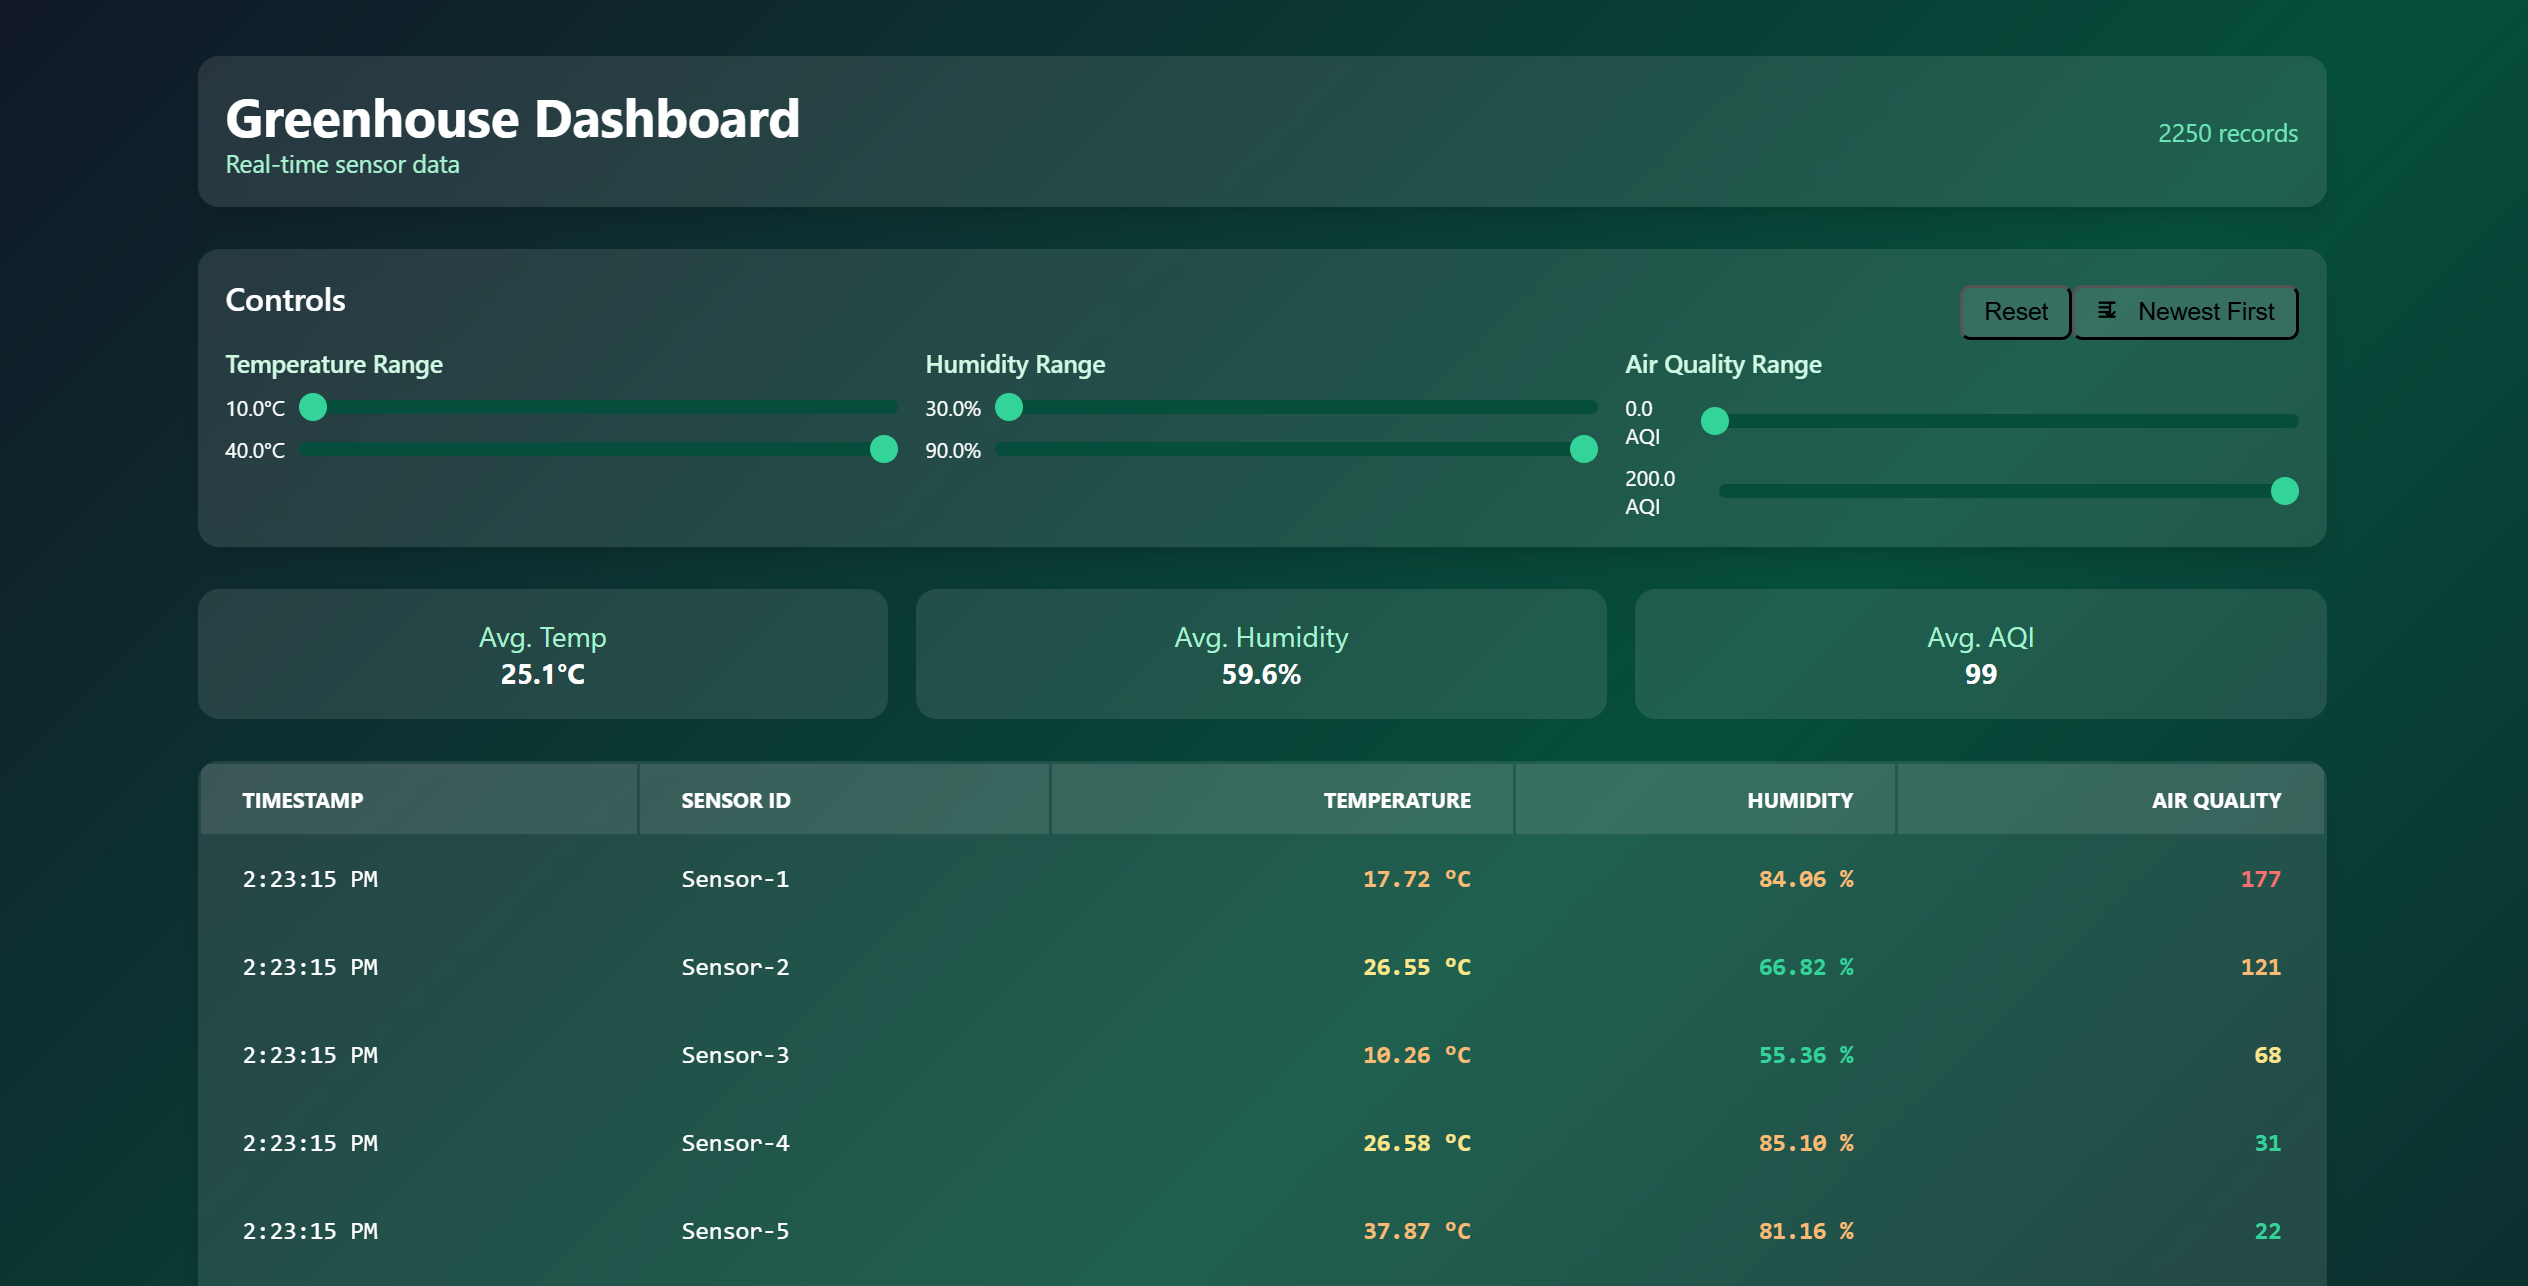 Greenhouse Dashboard
Real-time sensor data
2250 records
Controls
Reset
Newest First
Temperature Range
10.0°C
40.0°C
Humidity Range
30.0%
90.0%
Air Quality Range
0.0
AQI
200.0
AQI
Avg. Temp
25.1°C
Avg. Humidity
59.6%
Avg. AQI
99
TIMESTAMP SENSOR ID TEMPERATURE HUMIDITY AIR QUALITY
2:23:15 PM Sensor-1 17.72 °C 84.06 % 177
2:23:15 PM Sensor-2 26.55 °C 66.82 % 121
2:23:15 PM Sensor-3 10.26 °C 55.36 % 68
2:23:15 PM Sensor-4 26.58 °C 85.10 % 31
2:23:15 PM Sensor-5 37.87 °C 81.16 % 22